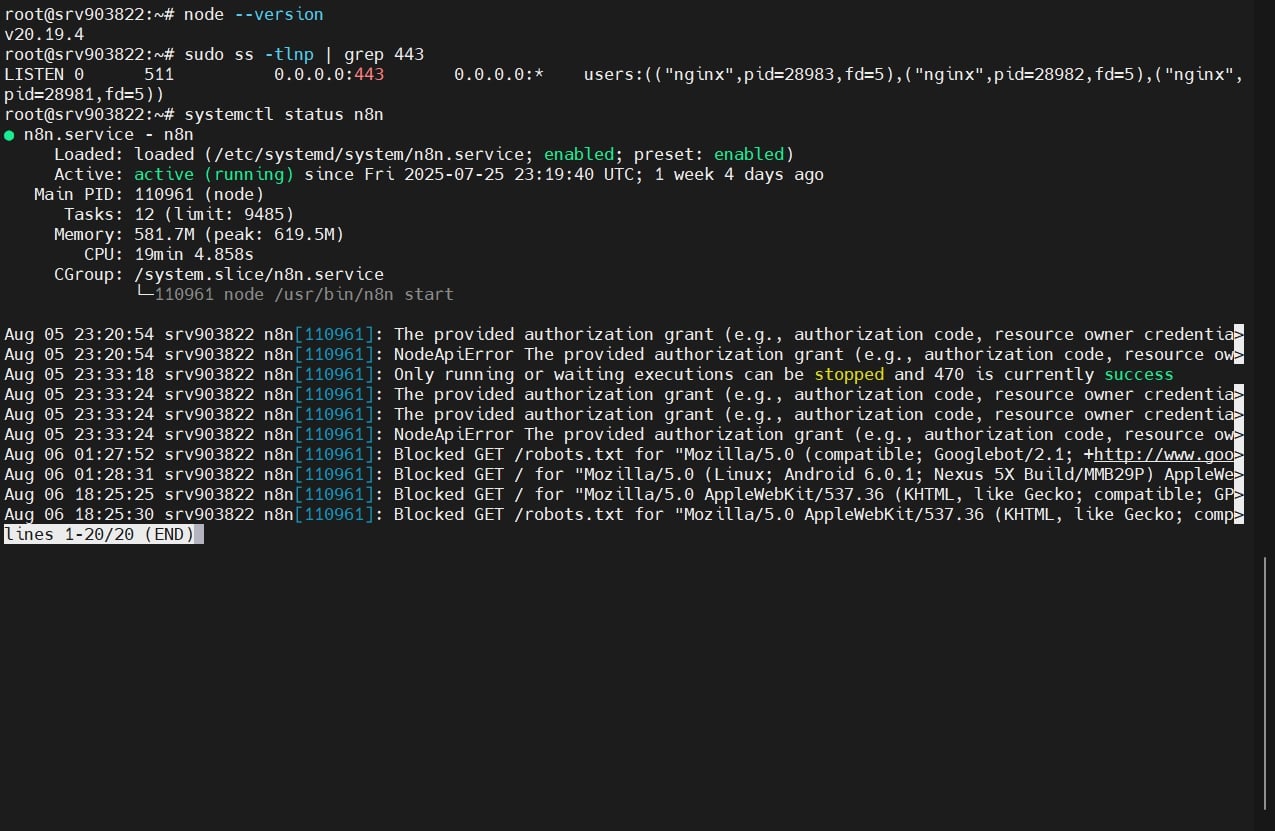 root@srv903822:~# node --version
v20.19.4
root@srv903822:~# sudo ss -tlnp | grep 443
LISTEN 0      511          0.0.0.0:443       0.0.0.0:*    users:(("nginx",pid=28983,fd=5),("nginx",pid=28982,fd=5),("nginx",
pid=28981,fd=5))
root@srv903822:~# systemctl status n8n
● n8n.service - n8n
     Loaded: loaded (/etc/systemd/system/n8n.service; enabled; preset: enabled)
     Active: active (running) since Fri 2025-07-25 23:19:40 UTC; 1 week 4 days ago
   Main PID: 110961 (node)
      Tasks: 12 (limit: 9485)
     Memory: 581.7M (peak: 619.5M)
        CPU: 19min 4.858s
     CGroup: /system.slice/n8n.service
             └─110961 node /usr/bin/n8n start
Aug 05 23:20:54 srv903822 n8n[110961]: The provided authorization grant (e.g., authorization code, resource owner credentia>
Aug 05 23:20:54 srv903822 n8n[110961]: NodeApiError The provided authorization grant (e.g., authorization code, resource ow>
Aug 05 23:33:18 srv903822 n8n[110961]: Only running or waiting executions can be stopped and 470 is currently success
Aug 05 23:33:24 srv903822 n8n[110961]: The provided authorization grant (e.g., authorization code, resource owner credentia>
Aug 05 23:33:24 srv903822 n8n[110961]: The provided authorization grant (e.g., authorization code, resource owner credentia>
Aug 05 23:33:24 srv903822 n8n[110961]: NodeApiError The provided authorization grant (e.g., authorization code, resource ow>
Aug 06 01:27:52 srv903822 n8n[110961]: Blocked GET /robots.txt for "Mozilla/5.0 (compatible; Googlebot/2.1; +http://www.goo>
Aug 06 01:28:31 srv903822 n8n[110961]: Blocked GET / for "Mozilla/5.0 (Linux; Android 6.0.1; Nexus 5X Build/MMB29P) AppleWe>
Aug 06 18:25:25 srv903822 n8n[110961]: Blocked GET / for "Mozilla/5.0 AppleWebKit/537.36 (KHTML, like Gecko; compatible; GP>
Aug 06 18:25:30 srv903822 n8n[110961]: Blocked GET /robots.txt for "Mozilla/5.0 AppleWebKit/537.36 (KHTML, like Gecko; comp>
lines 1-20/20 (END)